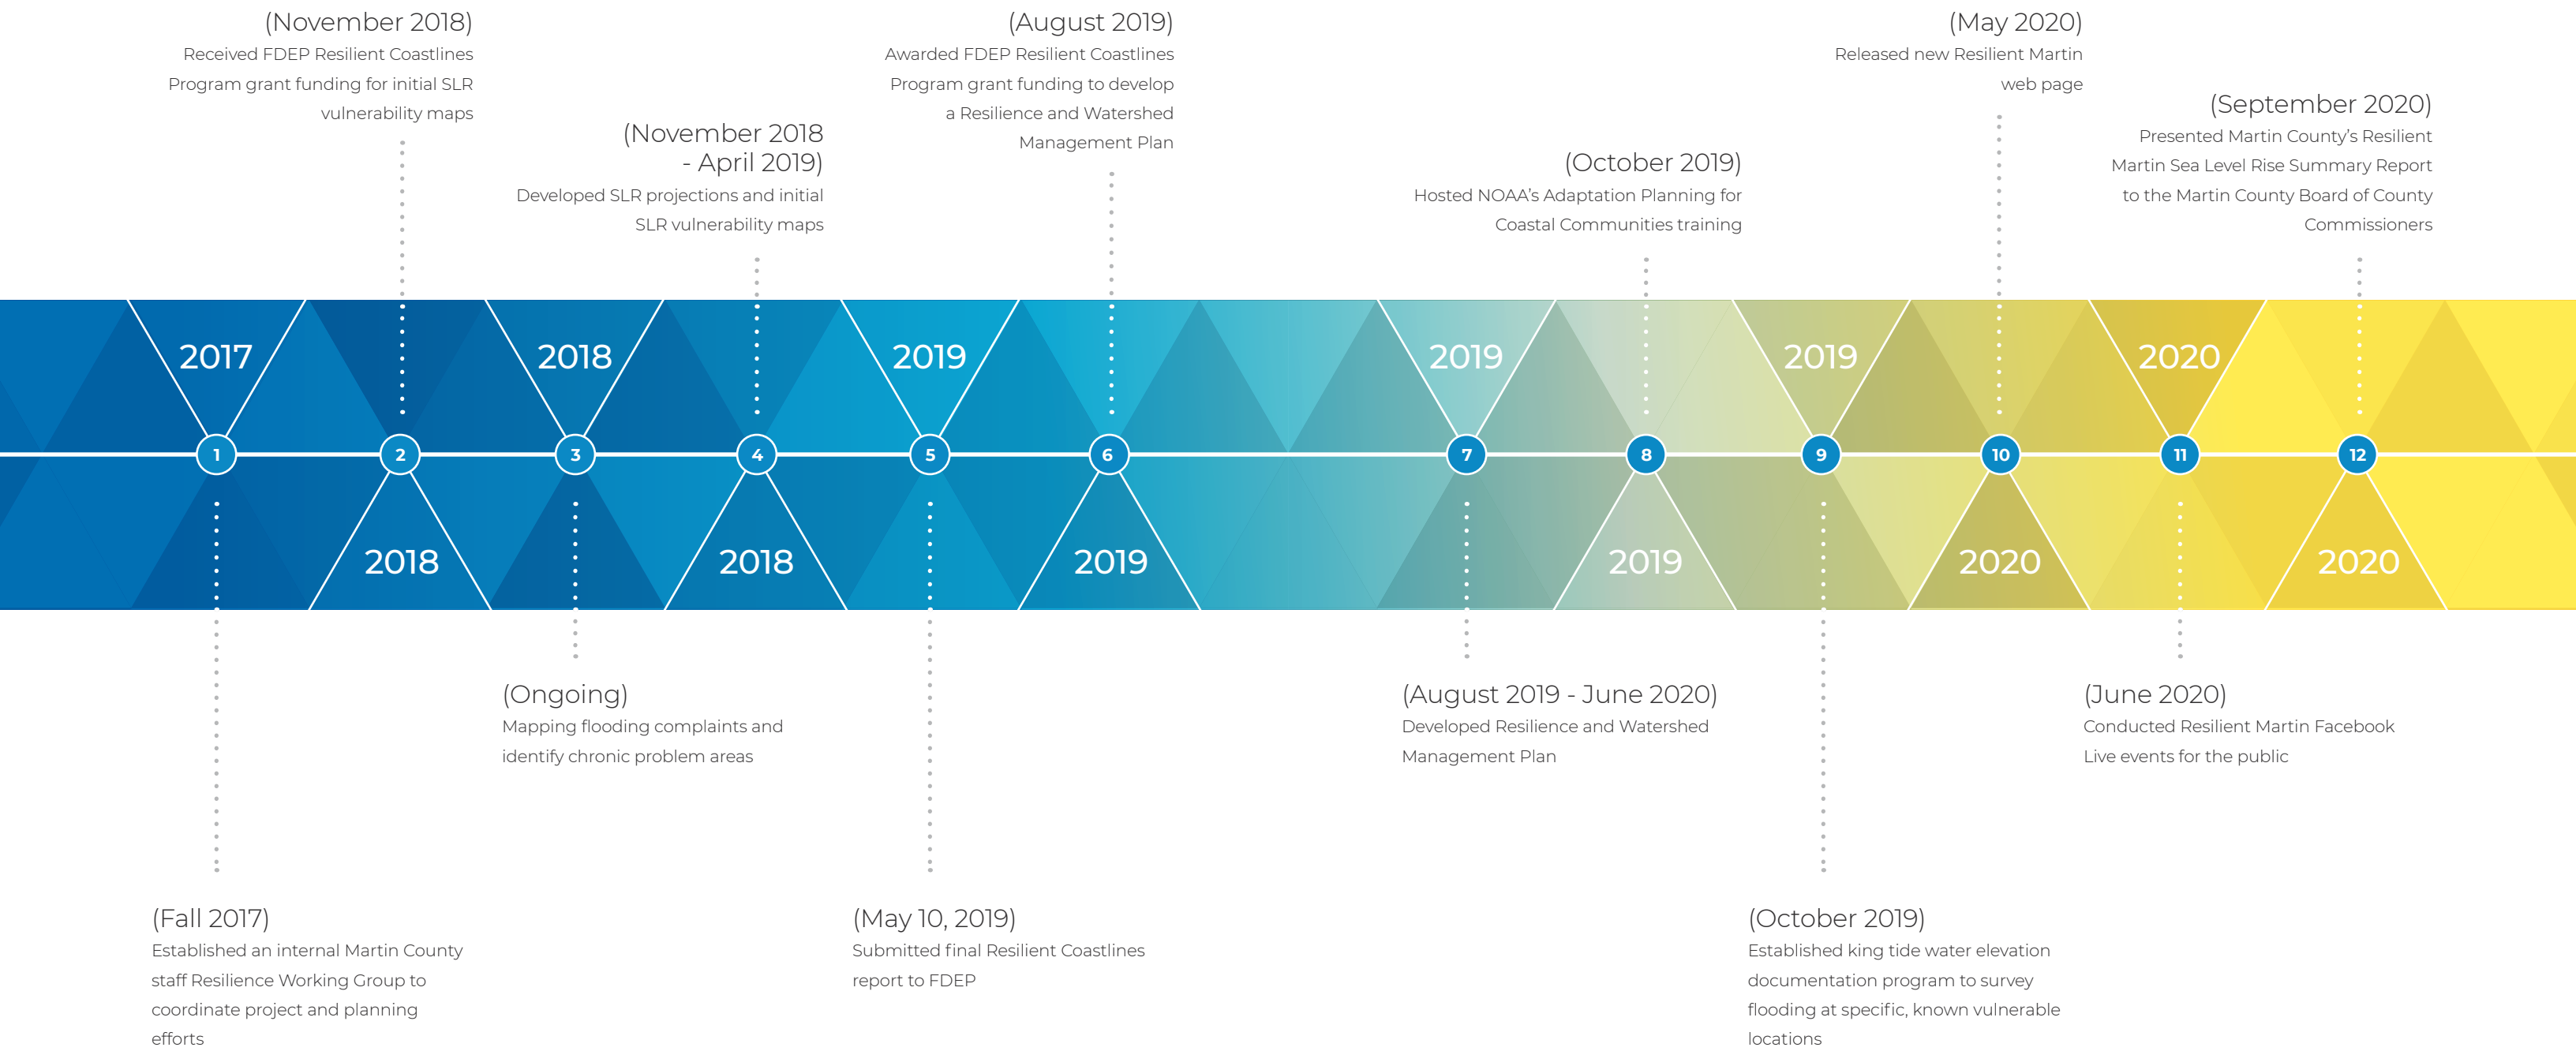 (November 2018)
Received FDEP Resilient Coastlines
Program grant funding for initial SLR
vulnerability maps
(November 2018
- April 2019)
Developed SLR projections and initial
SLR vulnerability maps
(August 2019)
Awarded FDEP Resilient Coastlines
Program grant funding to develop
a Resilience and Watershed
Management Plan
(October 2019)
Hosted NOAA's Adaptation Planning for
Coastal Communities training
(May 2020)
Released new Resilient Martin
web page
(September 2020)
Presented Martin County's Resilient
Martin Sea Level Rise Summary Report
to the Martin County Board of County
Commissioners
2017
2018
2019
2019
2019
2020
1
2
3
4
5
6
7
8
9
10
11
12
2018
2018
2019
2019
2020
2020
(Fall 2017)
Established an internal Martin County
staff Resilience Working Group to
coordinate project and planning
efforts
(Ongoing)
Mapping flooding complaints and
identify chronic problem areas
(May 10, 2019)
Submitted final Resilient Coastlines
report to FDEP
(August 2019 - June 2020)
Developed Resilience and Watershed
Management Plan
(October 2019)
Established king tide water elevation
documentation program to survey
flooding at specific, known vulnerable
locations
(June 2020)
Conducted Resilient Martin Facebook
Live events for the public